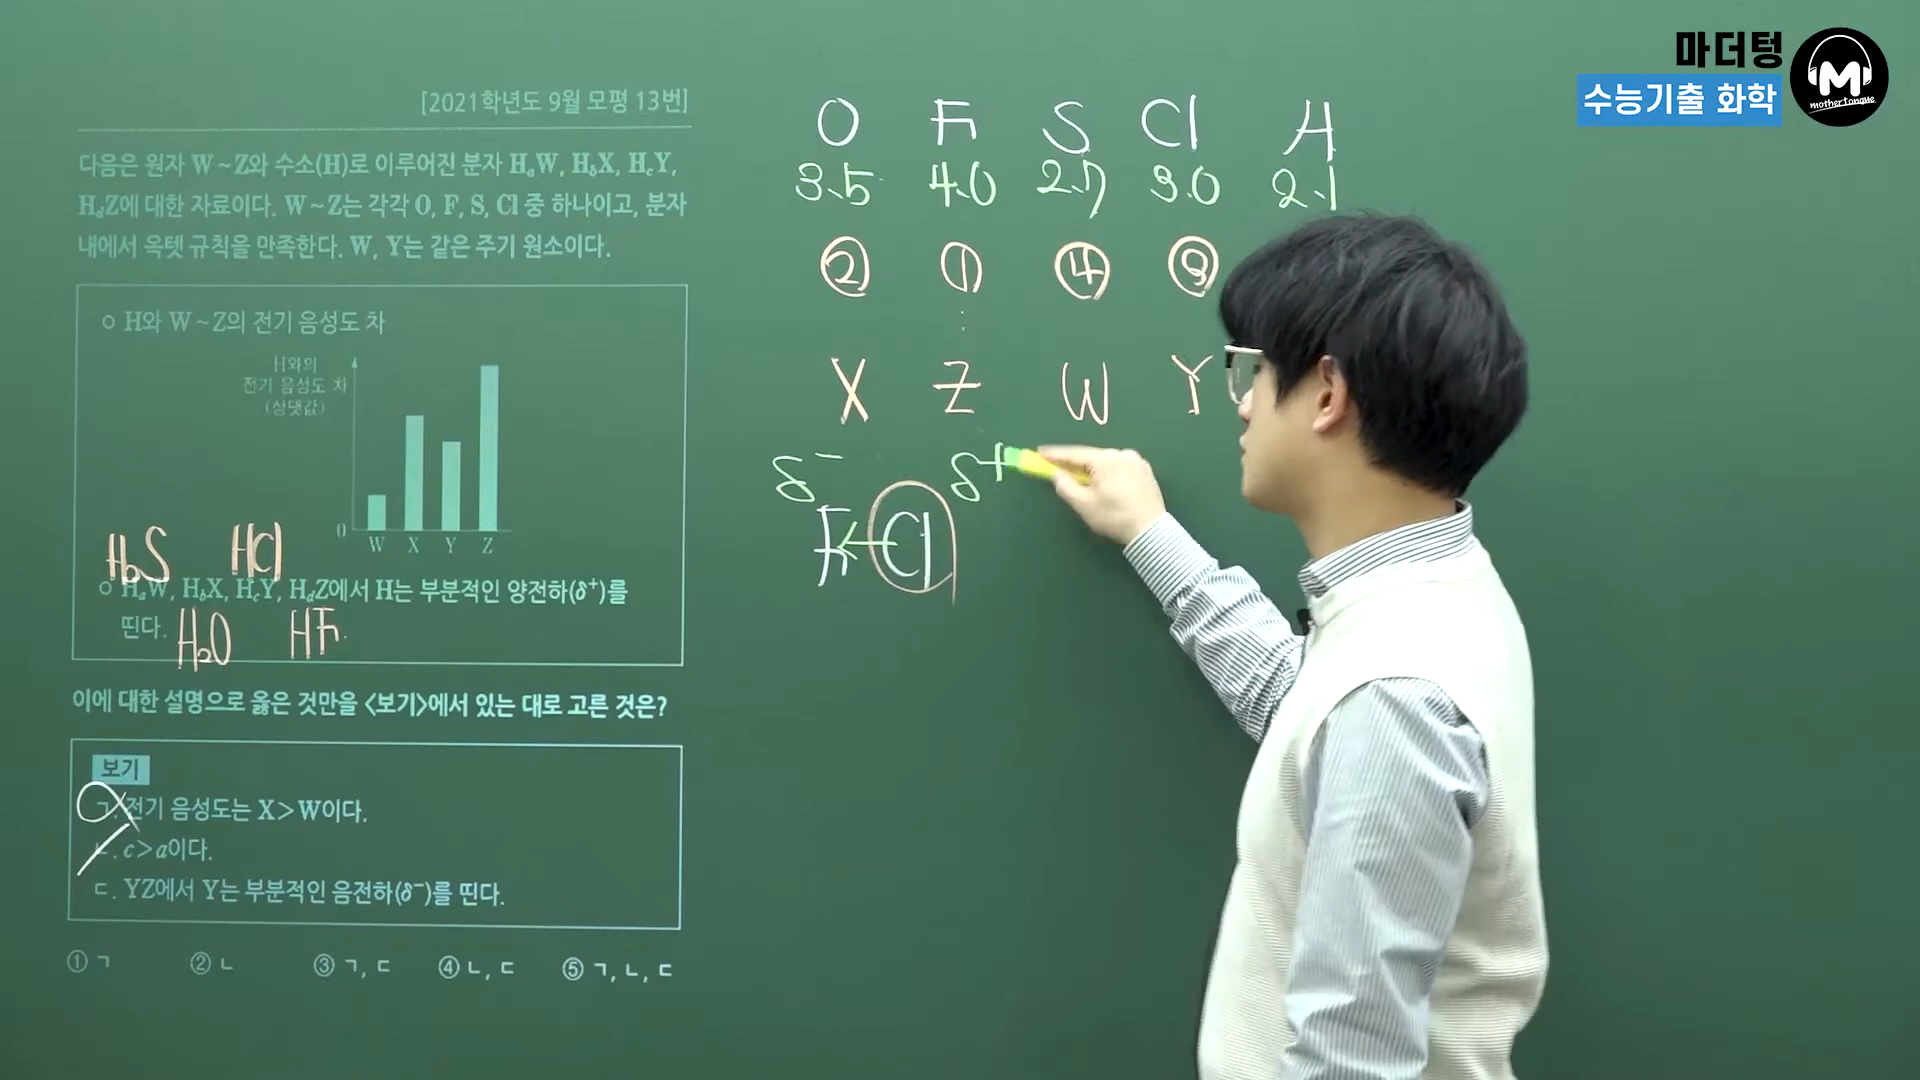 마더텅
수능기출 화학
M
mothertongue
[2021학년도 9월 모평 13번]
다음은 원자 W~Z와 수소(H)로 이루어진 분자 HₐW, H_bX, H_cY,
H_dZ에 대한 자료이다. W~Z는 각각 O, F, S, Cl 중 하나이고, 분자
내에서 옥텟 규칙을 만족한다. W, Y는 같은 주기 원소이다.
○ H와 W~Z의 전기 음성도 차
H와의
전기 음성도 차
(상댓값)
0
W X Y Z
H₂S HCl
○ HₐW, H_bX, H_cY, H_dZ에서 H는 부분적인 양전하(δ⁺)를
띤다.
H₂O HF.
이에 대한 설명으로 옳은 것만을 <보기>에서 있는 대로 고른 것은?
보기
ㄱ. 전기 음성도는 X>W이다.
ㄴ. c>a이다.
ㄷ. YZ에서 Y는 부분적인 음전하(δ⁻)를 띤다.
① ㄱ ② ㄴ ③ ㄱ, ㄷ ④ ㄴ, ㄷ ⑤ ㄱ, ㄴ, ㄷ
O F S Cl H
3.5 4.0 2.7 3.0 2.1
② ① ④ ③
X Z W Y
δ⁻ δ+
F ← Cl